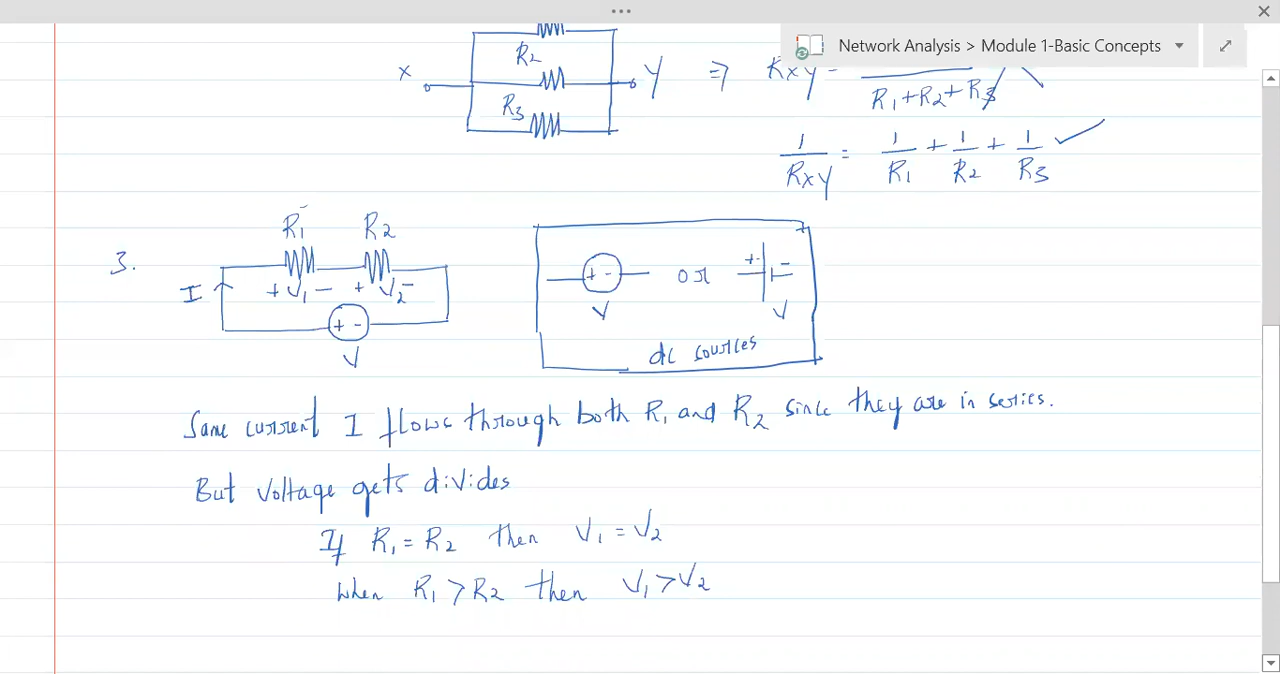 Network Analysis > Module 1-Basic Concepts
R2
X Y ⇒ RXY =
R1+R2+R3
R3
1/RXY = 1/R1 + 1/R2 + 1/R3 ✓
R1 R2
3.
I + V1 - + V2 -
+ -
V
+ - or + -
V V
dc sources
Same current I flows through both R1 and R2 since they are in series.
But voltage gets divides
If R1 = R2 then V1 = V2
when R1 > R2 then V1 > V2